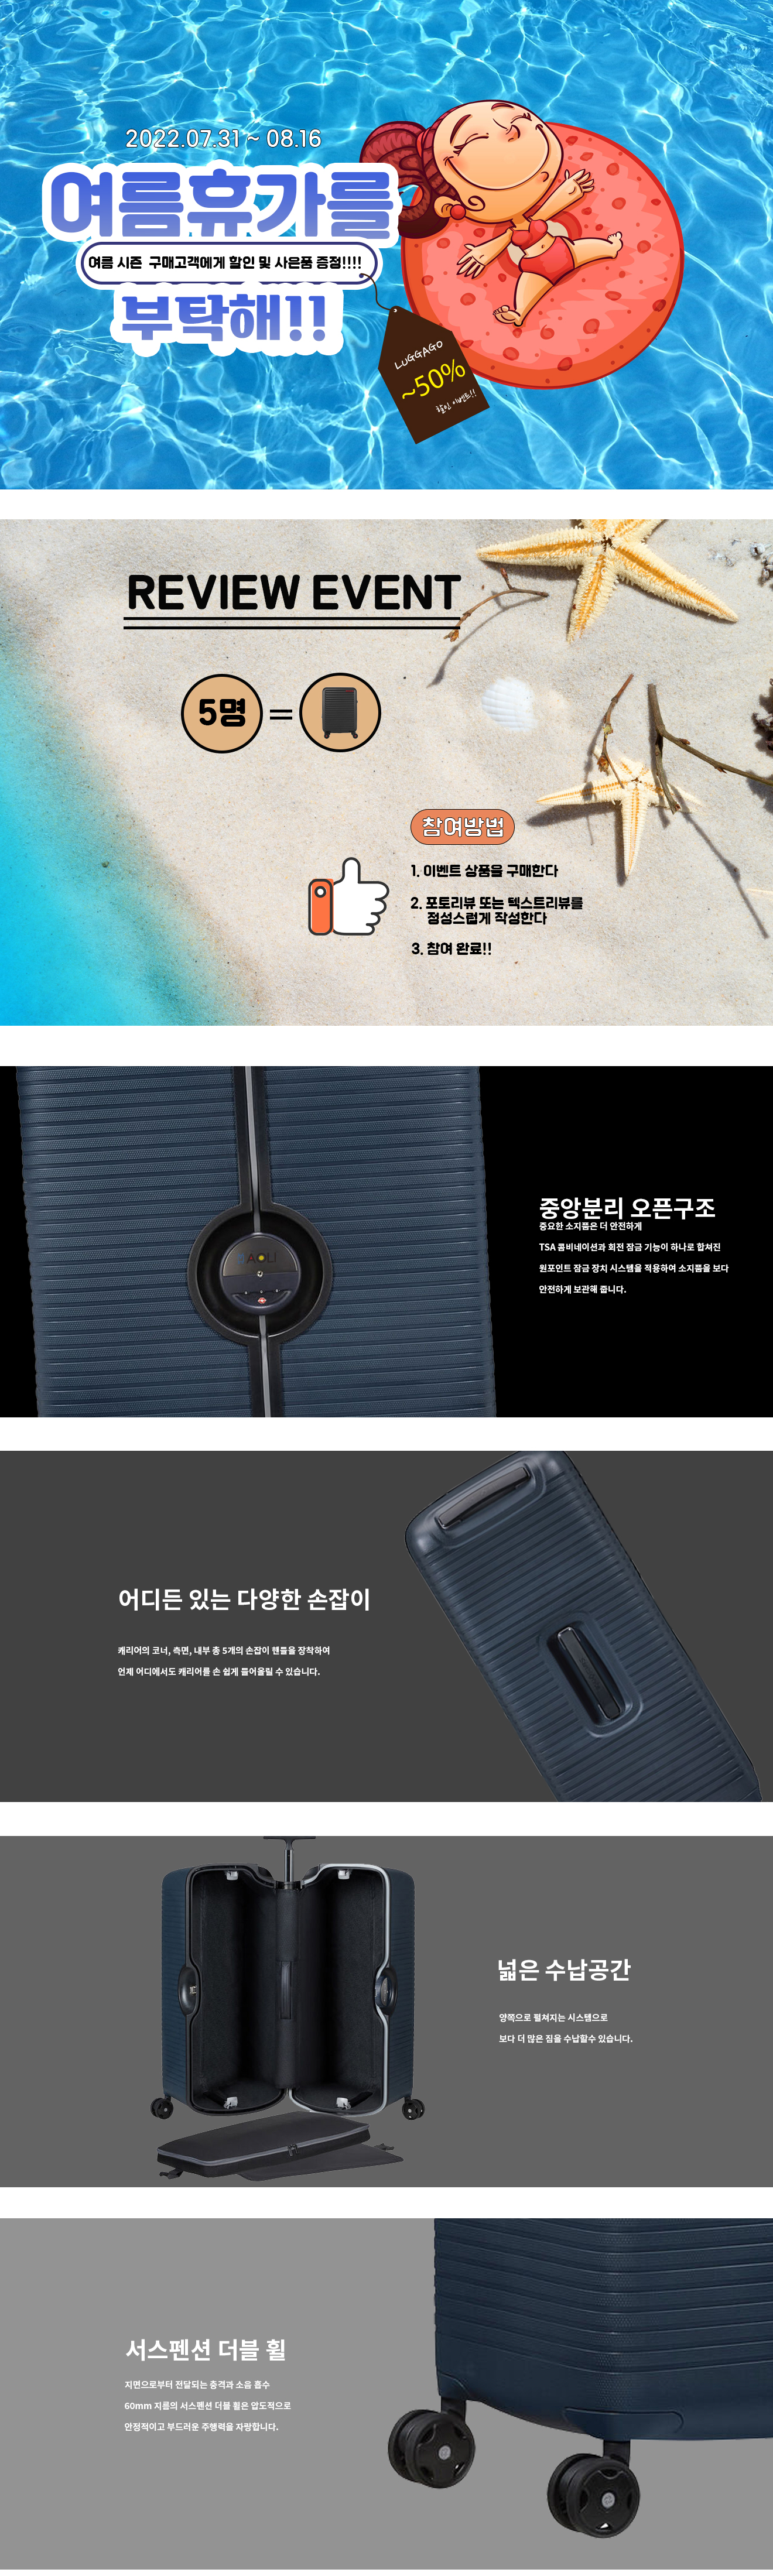 2022.07.31 ~ 08.16
여름휴가를
여름 시즌 구매고객에게 할인 및 사은품 증정!!!!
부탁해!!
LUGGAGO
~50%
할인 이벤트!!
REVIEW EVENT
5명 =
참여방법
1. 이벤트 상품을 구매한다
2. 포토리뷰 또는 텍스트리뷰를
정성스럽게 작성한다
3. 참여 완료!!
중앙분리 오픈구조
중요한 소지품은 더 안전하게
TSA 콤비네이션과 회전 잠금 기능이 하나로 합쳐진
원포인트 잠금 장치 시스템을 적용하여 소지품을 보다
안전하게 보관해 줍니다.
어디든 있는 다양한 손잡이
캐리어의 코너, 측면, 내부 총 5개의 손잡이 핸들을 장착하여
언제 어디에서도 캐리어를 손 쉽게 들어올릴 수 있습니다.
넓은 수납공간
양쪽으로 펼쳐지는 시스템으로
보다 더 많은 짐을 수납할수 있습니다.
서스펜션 더블 휠
지면으로부터 전달되는 충격과 소음 흡수
60mm 지름의 서스펜션 더블 휠은 압도적으로
안정적이고 부드러운 주행력을 자랑합니다.